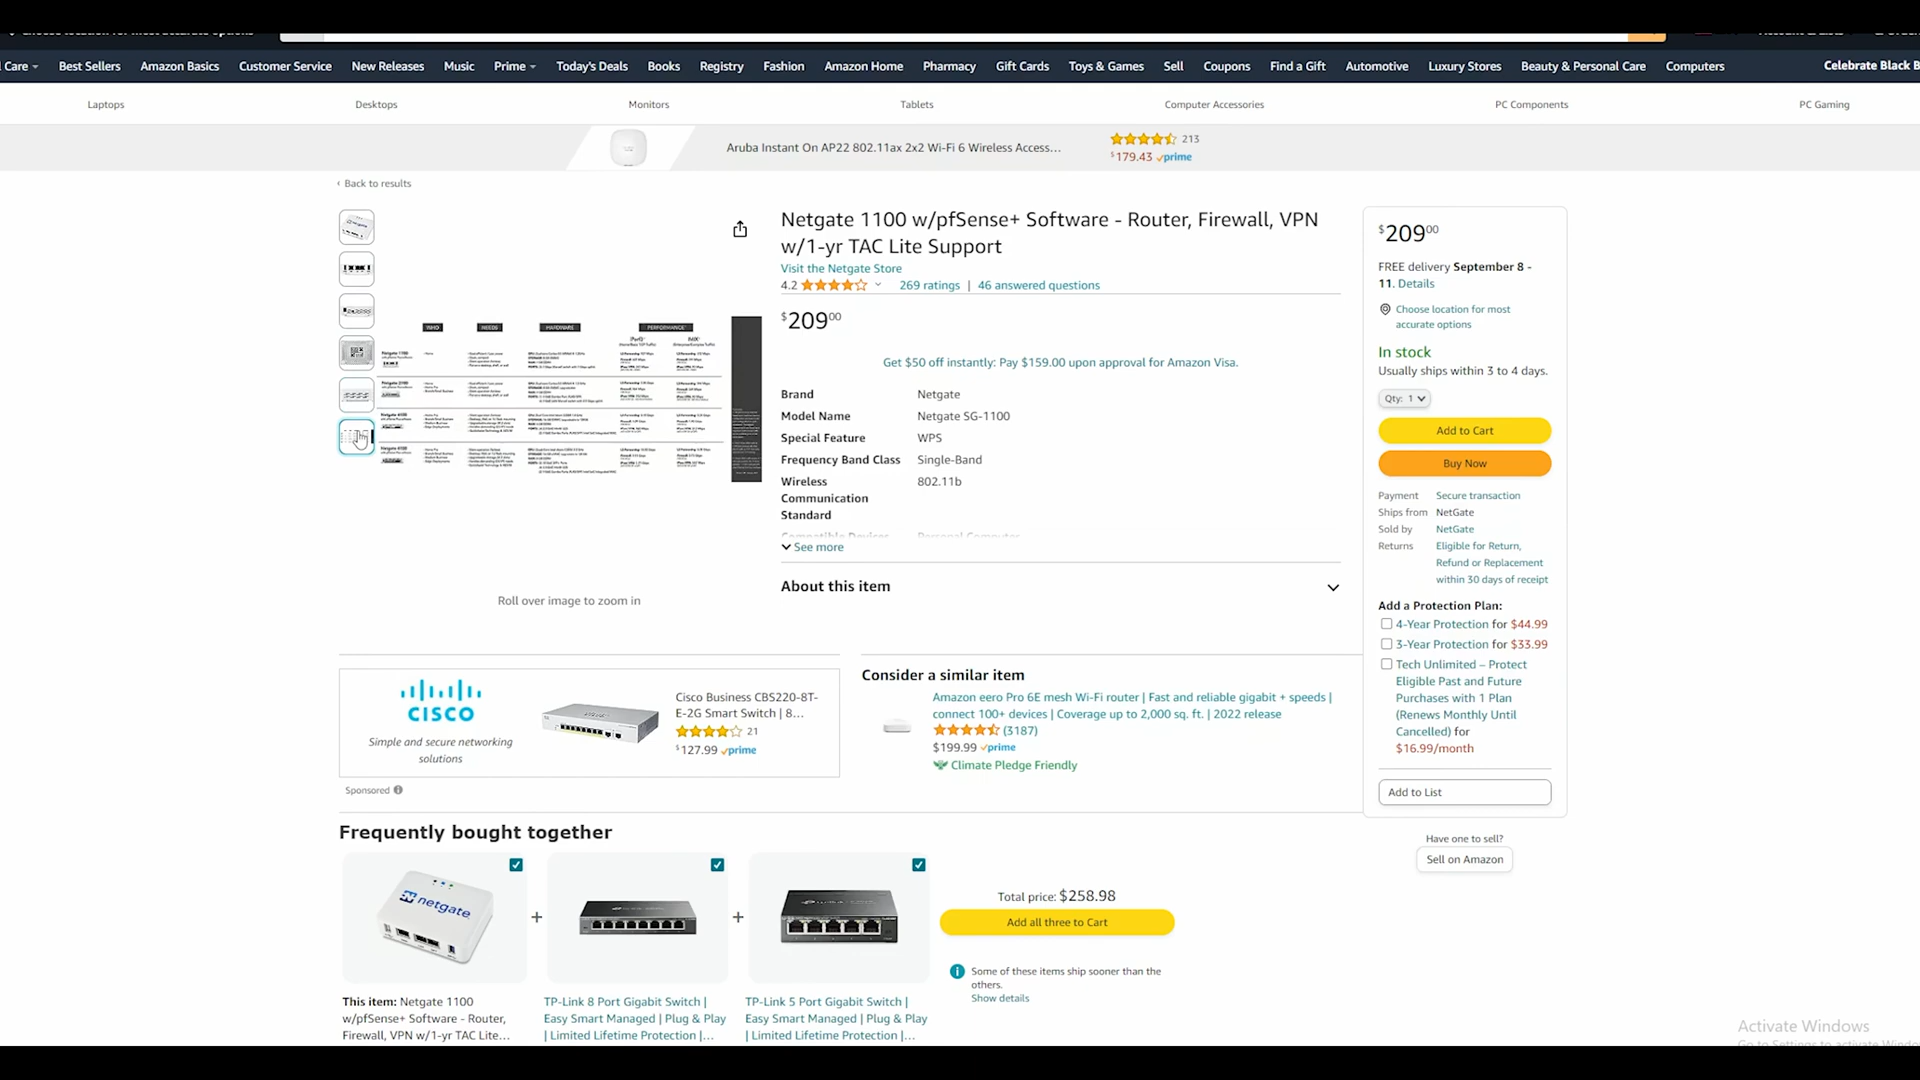 Care
Best Sellers
Amazon Basics
Customer Service
New Releases
Music
Prime
Today's Deals
Books
Registry
Fashion
Amazon Home
Pharmacy
Gift Cards
Toys & Games
Sell
Coupons
Find a Gift
Automotive
Luxury Stores
Beauty & Personal Care
Computers
Celebrate Black B
Laptops
Desktops
Monitors
Tablets
Computer Accessories
PC Components
PC Gaming
Aruba Instant On AP22 802.11ax 2x2 Wi-Fi 6 Wireless Access...
213
$179.43 prime
‹ Back to results
Netgate 1100 w/pfSense+ Software - Router, Firewall, VPN
w/1-yr TAC Lite Support
Visit the Netgate Store
4.2
269 ratings | 46 answered questions
$209.00
Get $50 off instantly: Pay $159.00 upon approval for Amazon Visa.
Brand Netgate
Model Name Netgate SG-1100
Special Feature WPS
Frequency Band Class Single-Band
Wireless 802.11b
Communication
Standard
Compatible Devices Personal Computer
See more
About this item
WHO
NEEDS
HARDWARE
PERFORMANCE
Roll over image to zoom in
$209.00
FREE delivery September 8 -
11. Details
Choose location for most
accurate options
In stock
Usually ships within 3 to 4 days.
Qty: 1
Add to Cart
Buy Now
Payment Secure transaction
Ships from NetGate
Sold by NetGate
Returns Eligible for Return,
Refund or Replacement
within 30 days of receipt
Add a Protection Plan:
4-Year Protection for $44.99
3-Year Protection for $33.99
Tech Unlimited – Protect
Eligible Past and Future
Purchases with 1 Plan
(Renews Monthly Until
Cancelled) for
$16.99/month
Add to List
Have one to sell?
Sell on Amazon
CISCO
Simple and secure networking
solutions
Cisco Business CBS220-8T-
E-2G Smart Switch | 8...
21
$127.99 prime
Sponsored
Consider a similar item
Amazon eero Pro 6E mesh Wi-Fi router | Fast and reliable gigabit + speeds |
connect 100+ devices | Coverage up to 2,000 sq. ft. | 2022 release
(3187)
$199.99 prime
Climate Pledge Friendly
Frequently bought together
netgate
+
+
Total price: $258.98
Add all three to Cart
Some of these items ship sooner than the
others.
Show details
This item: Netgate 1100
w/pfSense+ Software - Router,
Firewall, VPN w/1-yr TAC Lite...
TP-Link 8 Port Gigabit Switch |
Easy Smart Managed | Plug & Play
| Limited Lifetime Protection |...
TP-Link 5 Port Gigabit Switch |
Easy Smart Managed | Plug & Play
| Limited Lifetime Protection |...
Activate Windows